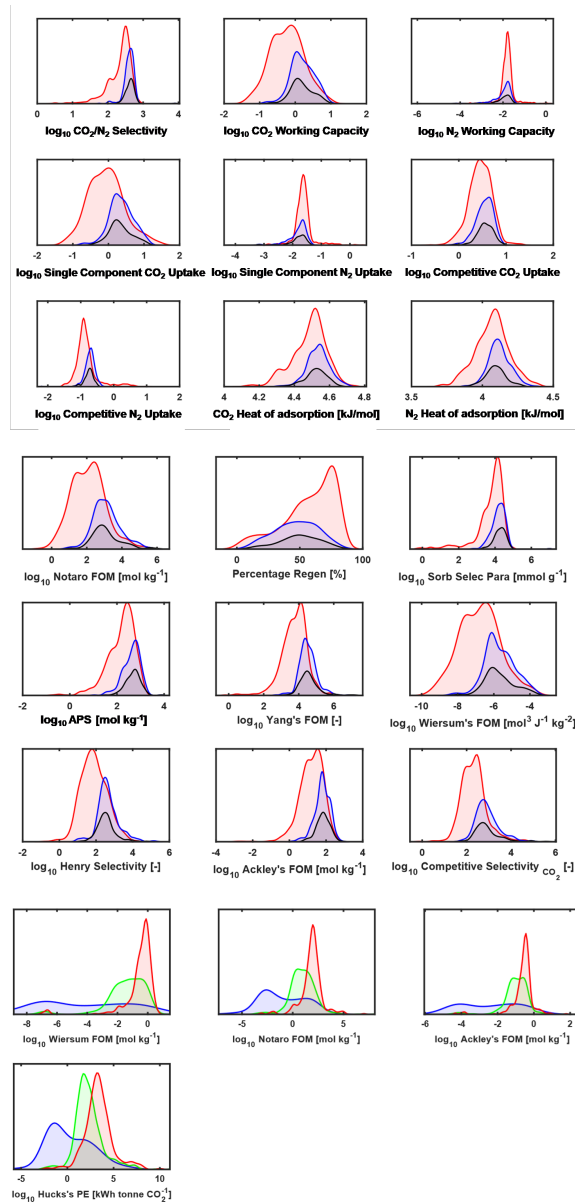 0 1 2 3 4
-2 -1 0 1 2
-6 -4 -2 0
log10 CO2/N2 Selectivity
log10 CO2 Working Capacity
log10 N2 Working Capacity
-2 -1 0 1 2
-4 -3 -2 -1 0
-1 0 1 2
log10 Single Component CO2 Uptake
log10 Single Component N2 Uptake
log10 Competitive CO2 Uptake
-2 -1 0 1 2
4 4.2 4.4 4.6 4.8
3.5 4 4.5
log10 Competitive N2 Uptake
CO2 Heat of adsorption [kJ/mol]
N2 Heat of adsorption [kJ/mol]
0 2 4 6
0 50 100
-2 0 2 4 6
log10 Notaro FOM [mol kg-1]
Percentage Regen [%]
log10 Sorb Selec Para [mmol g-1]
-2 0 2 4
0 2 4 6
-10 -8 -6 -4
log10 APS [mol kg-1]
log10 Yang's FOM [-]
log10 Wiersum's FOM [mol3 J-1 kg-2]
-2 0 2 4 6
-4 -2 0 2 4
0 2 4 6
log10 Henry Selectivity [-]
log10 Ackley's FOM [mol kg-1]
log10 Competitive Selectivity CO2 [-]
-8 -6 -4 -2 0
-5 0 5
-6 -4 -2 0 2
log10 Wiersum FOM [mol kg-1]
log10 Notaro FOM [mol kg-1]
log10 Ackley's FOM [mol kg-1]
-5 0 5 10
log10 Hucks's PE [kWh tonne CO2-1]